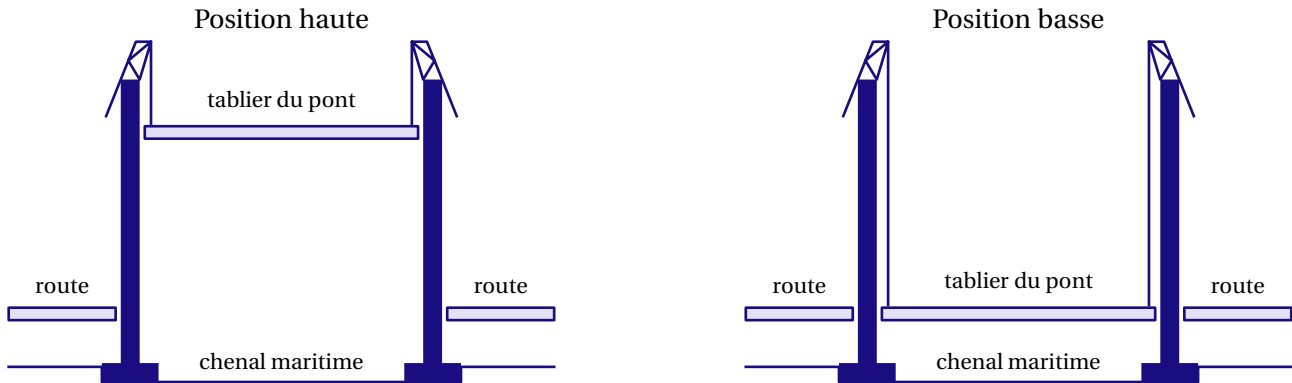 Position haute
tablier du pont
route
route
chenal maritime
Position basse
route
tablier du pont
route
chenal maritime